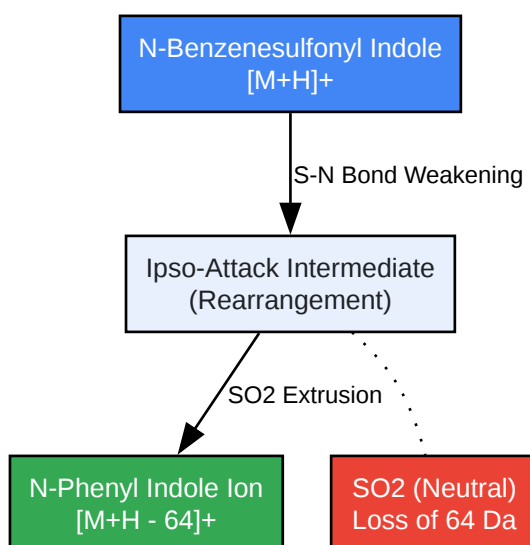 N-Benzenesulfonyl Indole
[M+H]+
S-N Bond Weakening
Ipso-Attack Intermediate
(Rearrangement)
SO2 Extrusion
N-Phenyl Indole Ion
[M+H - 64]+
SO2 (Neutral)
Loss of 64 Da